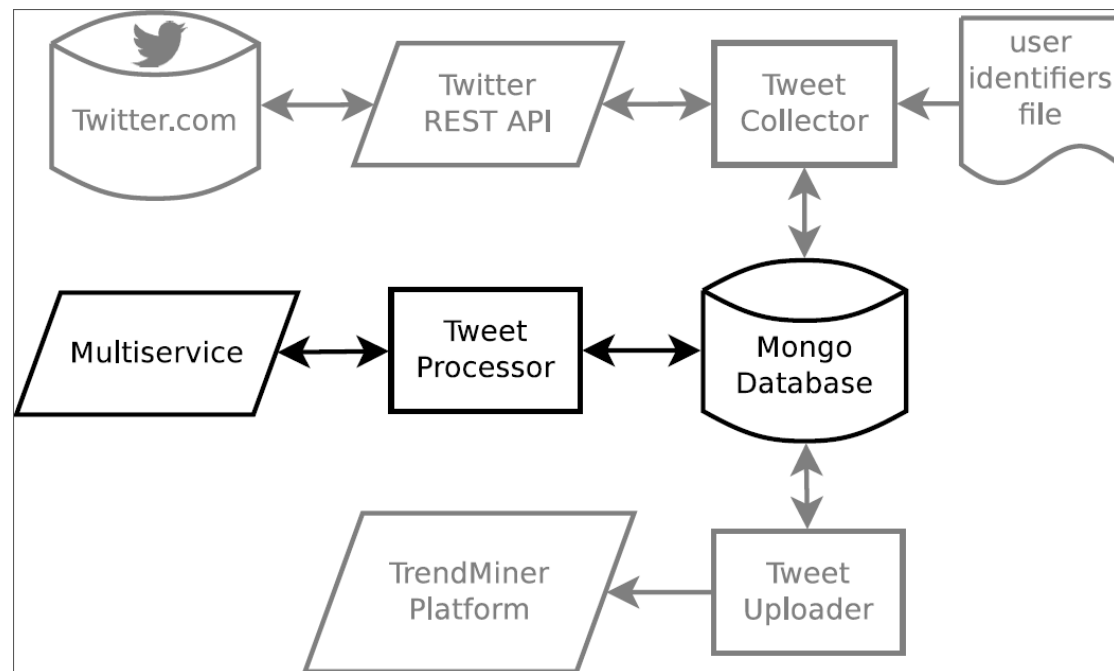 Twitter.com
Twitter
REST API
Tweet
Collector
user
identifiers
file
Multiservice
Tweet
Processor
Mongo
Database
TrendMiner
Platform
Tweet
Uploader